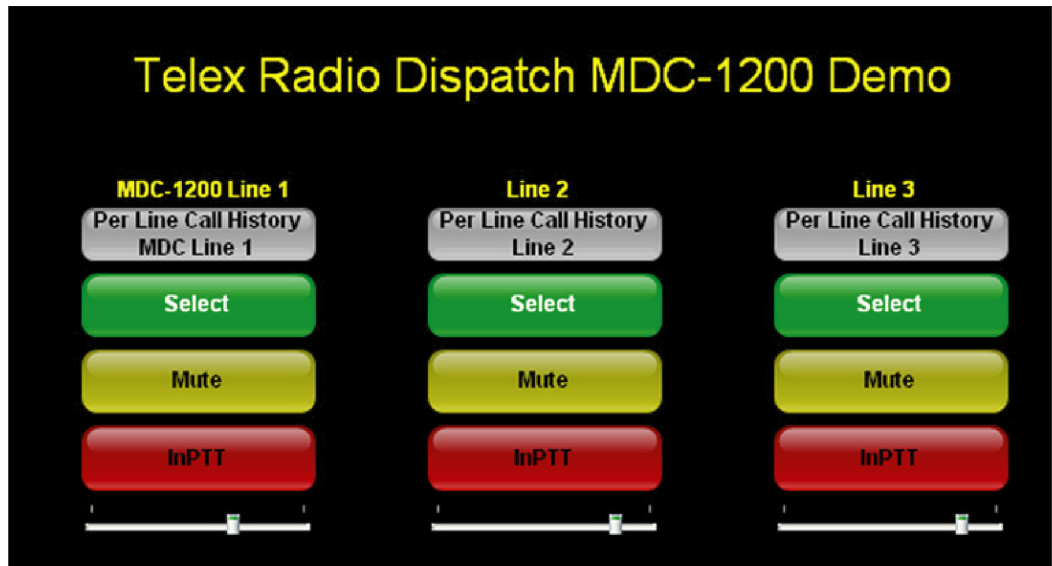 Telex Radio Dispatch MDC-1200 Demo
MDC-1200 Line 1
Per Line Call History
MDC Line 1
Select
Mute
InPTT
Line 2
Per Line Call History
Line 2
Select
Mute
InPTT
Line 3
Per Line Call History
Line 3
Select
Mute
InPTT